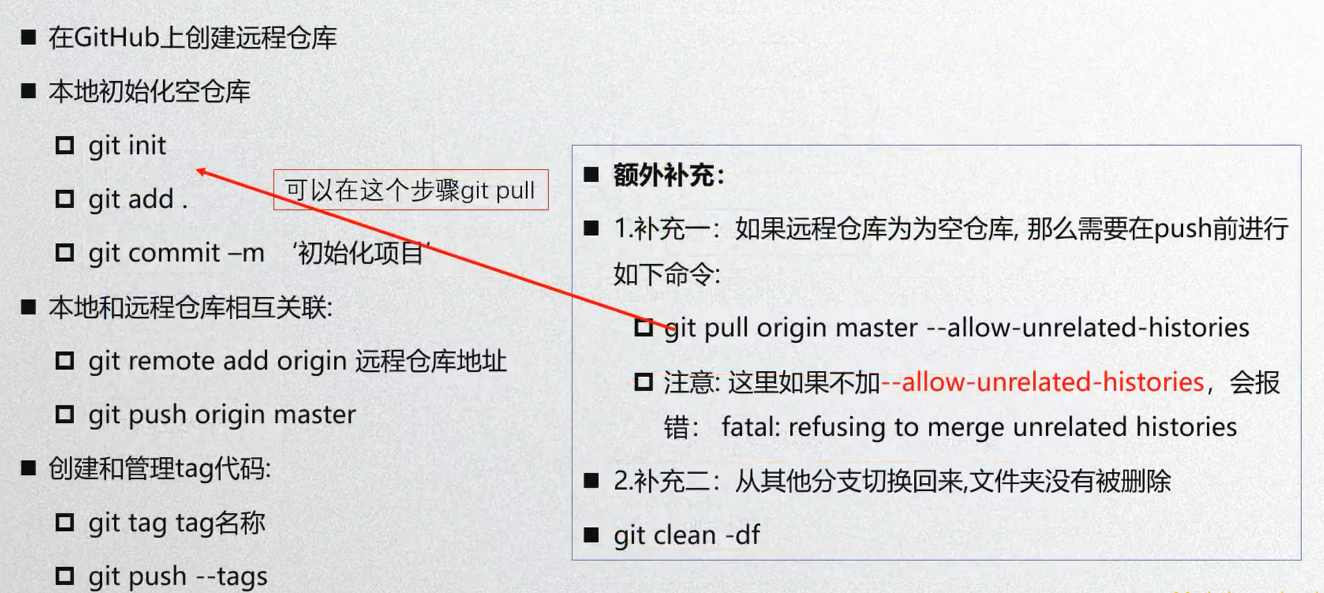 在GitHub上创建远程仓库
本地初始化空仓库
git init
git add .
git commit –m ‘初始化项目‘
本地和远程仓库相互关联:
git remote add origin 远程仓库地址
git push origin master
创建和管理tag代码:
git tag tag名称
git push --tags
可以在这个步骤git pull
额外补充：
1.补充一：如果远程仓库为为空仓库, 那么需要在push前进行
如下命令:
git pull origin master --allow-unrelated-histories
注意: 这里如果不加--allow-unrelated-histories，会报
错： fatal: refusing to merge unrelated histories
2.补充二：从其他分支切换回来,文件夹没有被删除
git clean -df